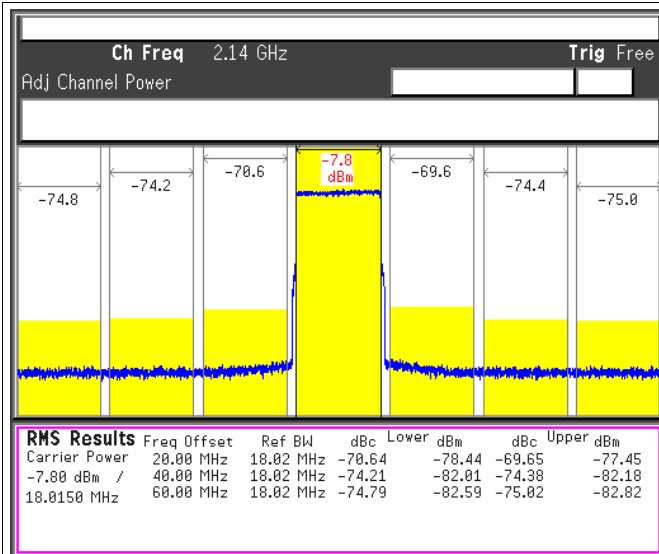 Ch Freq 2.14 GHz Trig Free
Adj Channel Power
-74.8 -74.2 -70.6 -7.8 dBm -69.6 -74.4 -75.0
RMS Results Freq Offset Ref BW dBc Lower dBm dBc Upper dBm
Carrier Power 20.00 MHz 18.02 MHz -70.64 -78.44 -69.65 -77.45
-7.80 dBm / 40.00 MHz 18.02 MHz -74.21 -82.01 -74.38 -82.18
18.0150 MHz 60.00 MHz 18.02 MHz -74.79 -82.59 -75.02 -82.82